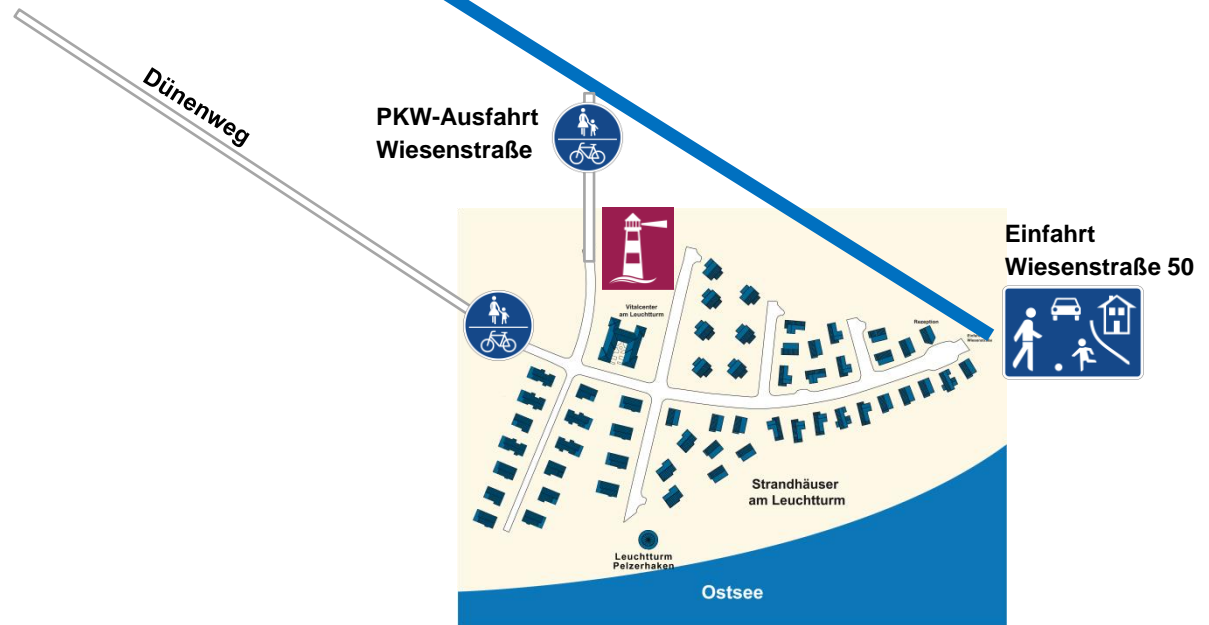 Dünenweg
PKW-Ausfahrt
Wiesenstraße
Einfahrt
Wiesenstraße 50
Vitalcenter
am Leuchtturm
Rezeption
Strandhäuser
am Leuchtturm
Leuchtturm
Pelzerhaken
Ostsee